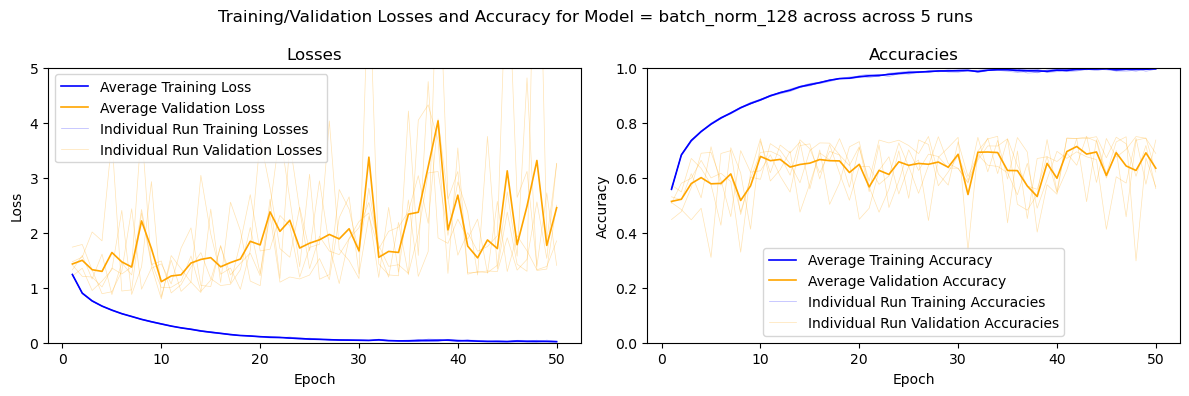 Training/Validation Losses and Accuracy for Model = batch_norm_128 across across 5 runs
Losses
Loss
5
4
3
2
1
0
Average Training Loss
Average Validation Loss
Individual Run Training Losses
Individual Run Validation Losses
0 10 20 30 40 50
Epoch
Accuracies
Accuracy
1.0
0.8
0.6
0.4
0.2
0.0
Average Training Accuracy
Average Validation Accuracy
Individual Run Training Accuracies
Individual Run Validation Accuracies
0 10 20 30 40 50
Epoch